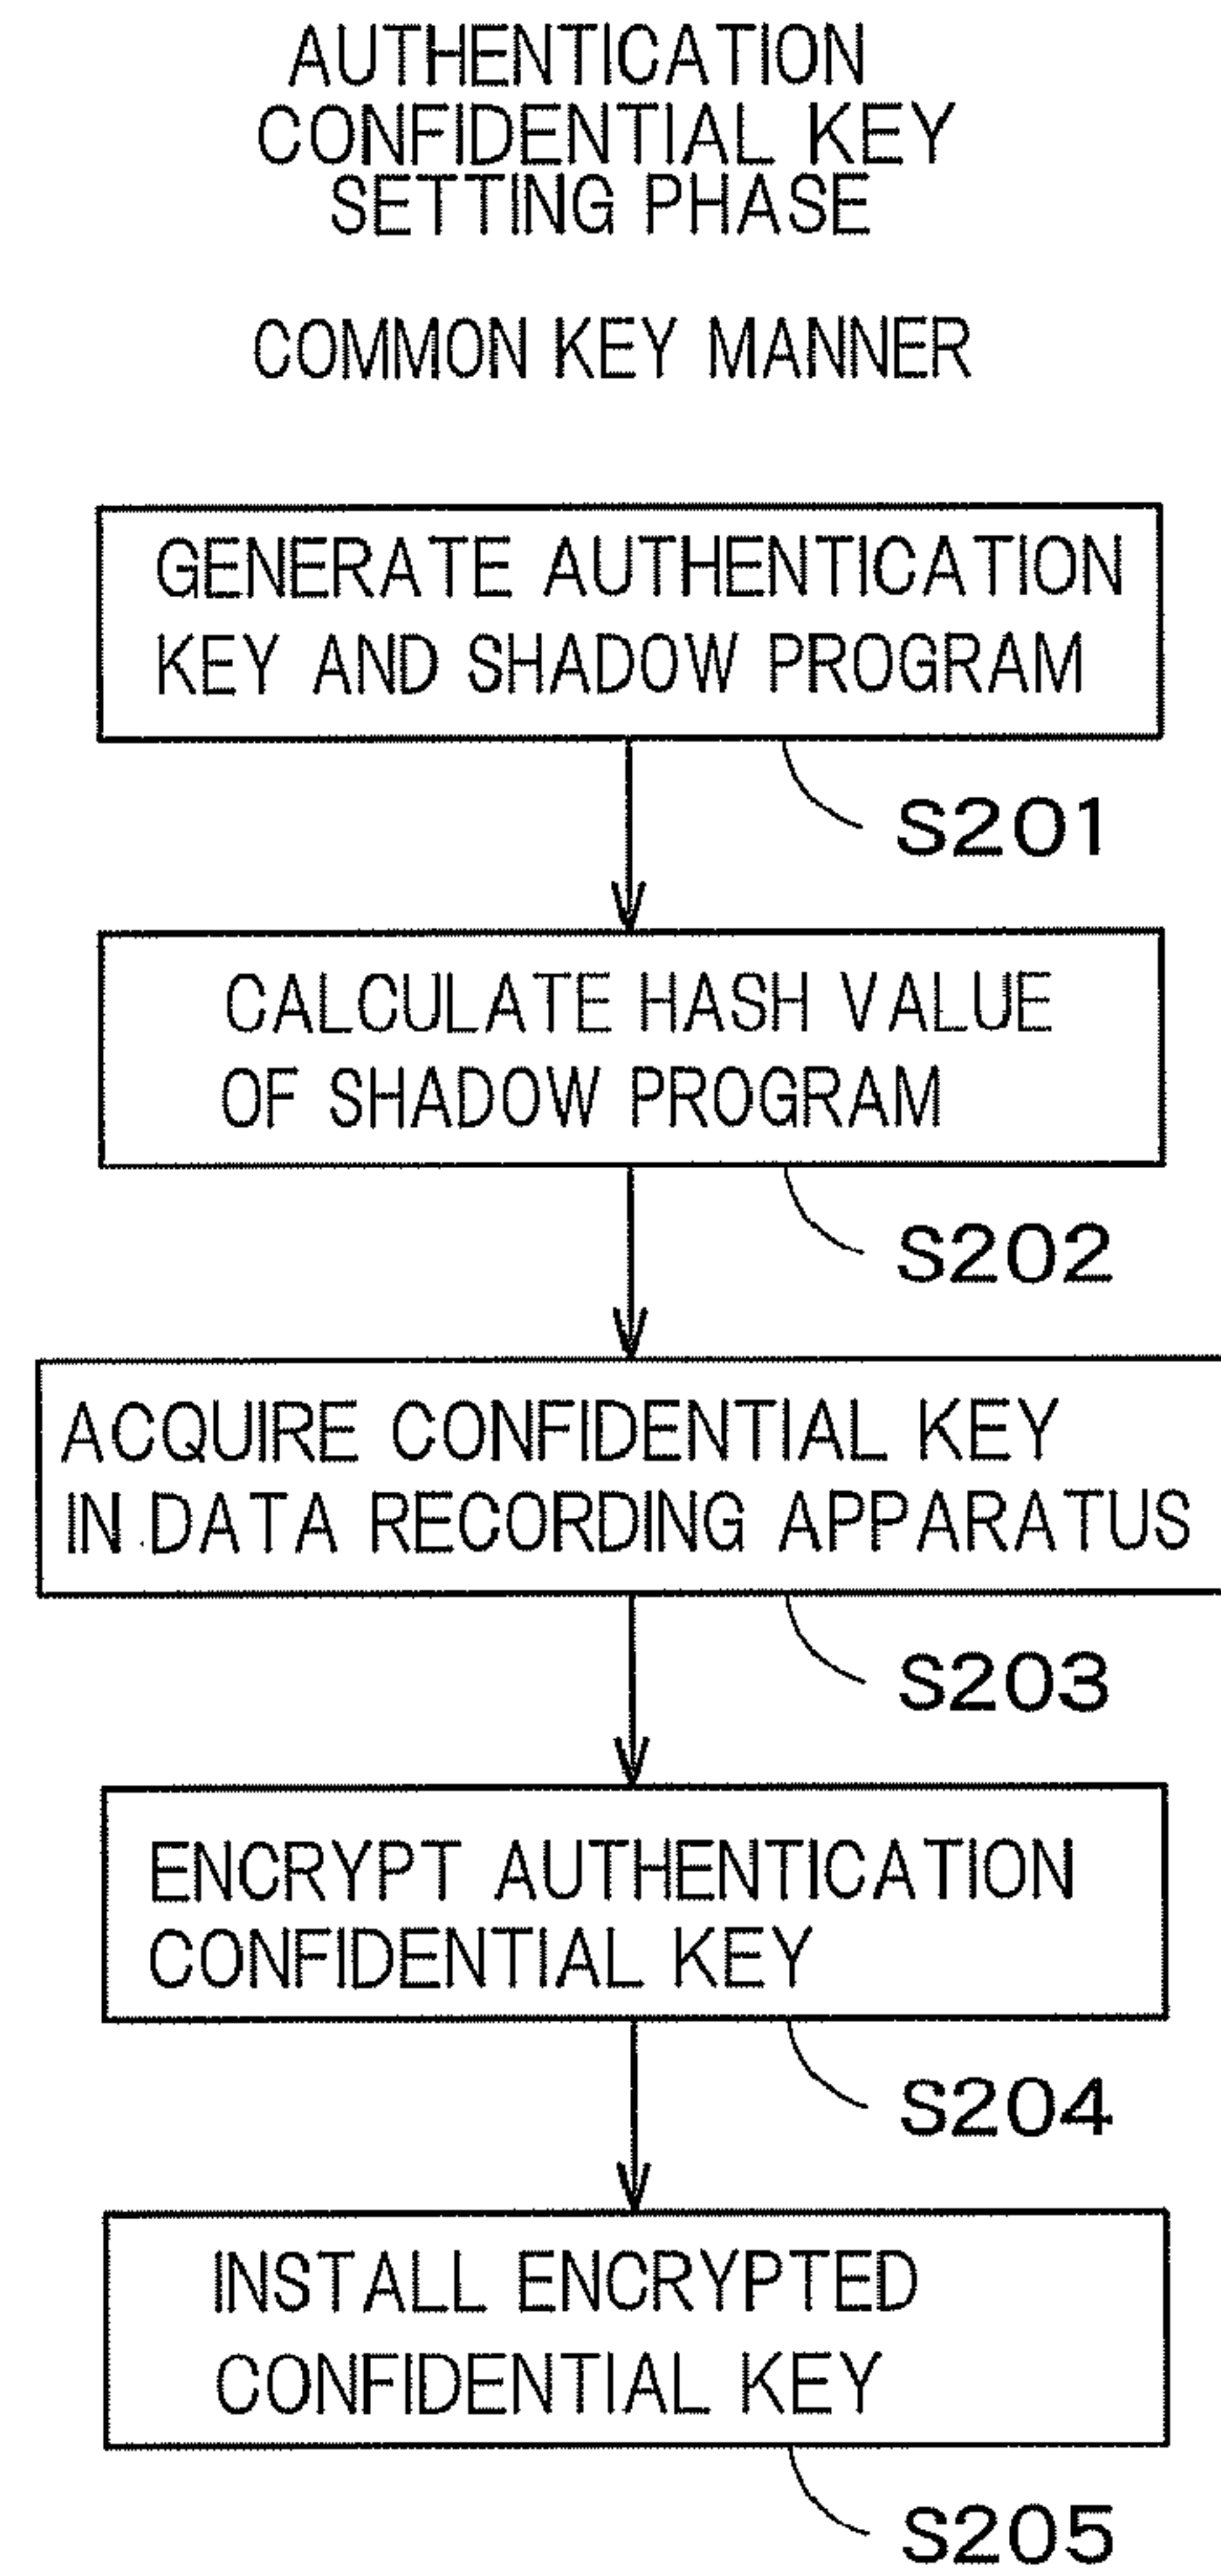 AUTHENTICATION
CONFIDENTIAL KEY
SETTING PHASE
COMMON KEY MANNER
GENERATE AUTHENTICATION
KEY AND SHADOW PROGRAM
S201
CALCULATE HASH VALUE
OF SHADOW PROGRAM
S202
ACQUIRE CONFIDENTIAL KEY
IN DATA RECORDING APPARATUS
S203
ENCRYPT AUTHENTICATION
CONFIDENTIAL KEY
S204
INSTALL ENCRYPTED
CONFIDENTIAL KEY
S205